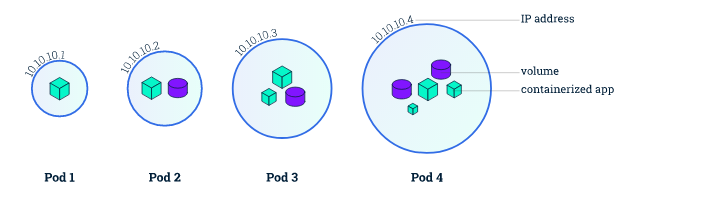 10.10.10.1
10.10.10.2
10.10.10.3
10.10.10.4
IP address
volume
containerized app
Pod 1
Pod 2
Pod 3
Pod 4